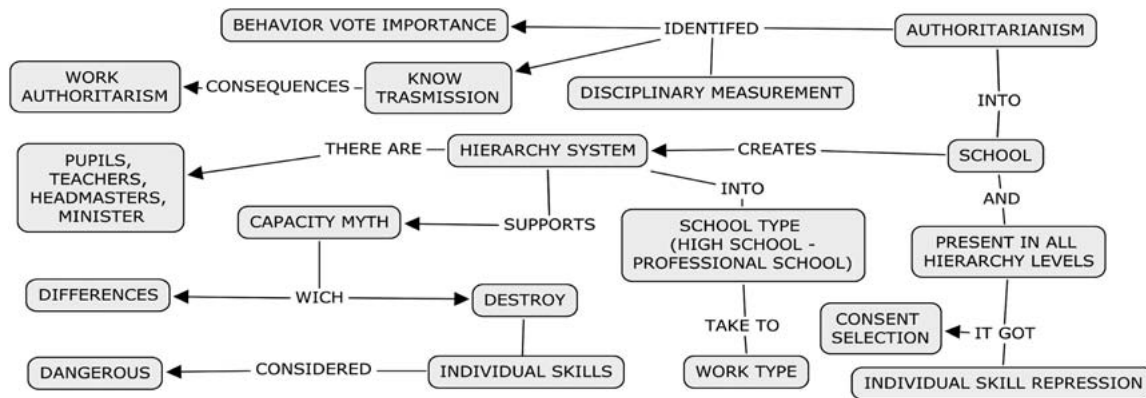 BEHAVIOR VOTE IMPORTANCE
IDENTIFED
AUTHORITARIANISM
WORK
AUTHORITARISM
CONSEQUENCES
KNOW
TRASMISSION
DISCIPLINARY MEASUREMENT
INTO
PUPILS,
TEACHERS,
HEADMASTERS,
MINISTER
THERE ARE
HIERARCHY SYSTEM
CREATES
SCHOOL
INTO
AND
CAPACITY MYTH
SUPPORTS
SCHOOL TYPE
(HIGH SCHOOL -
PROFESSIONAL SCHOOL)
PRESENT IN ALL
HIERARCHY LEVELS
DIFFERENCES
WICH
DESTROY
TAKE TO
CONSENT
SELECTION
IT GOT
DANGEROUS
CONSIDERED
INDIVIDUAL SKILLS
WORK TYPE
INDIVIDUAL SKILL REPRESSION